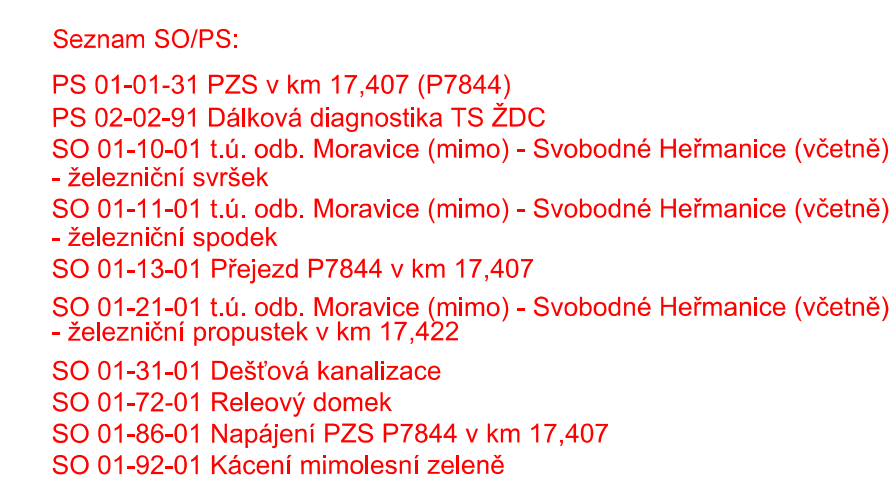 Seznam SO/PS:
PS 01-01-31 PZS v km 17,407 (P7844)
PS 02-02-91 Dálková diagnostika TS ŽDC
SO 01-10-01 t.ú. odb. Moravice (mimo) - Svobodné Heřmanice (včetně)
- železniční svršek
SO 01-11-01 t.ú. odb. Moravice (mimo) - Svobodné Heřmanice (včetně)
- železniční spodek
SO 01-13-01 Přejezd P7844 v km 17,407
SO 01-21-01 t.ú. odb. Moravice (mimo) - Svobodné Heřmanice (včetně)
- železniční propustek v km 17,422
SO 01-31-01 Dešťová kanalizace
SO 01-72-01 Releový domek
SO 01-86-01 Napájení PZS P7844 v km 17,407
SO 01-92-01 Kácení mimolesní zeleně